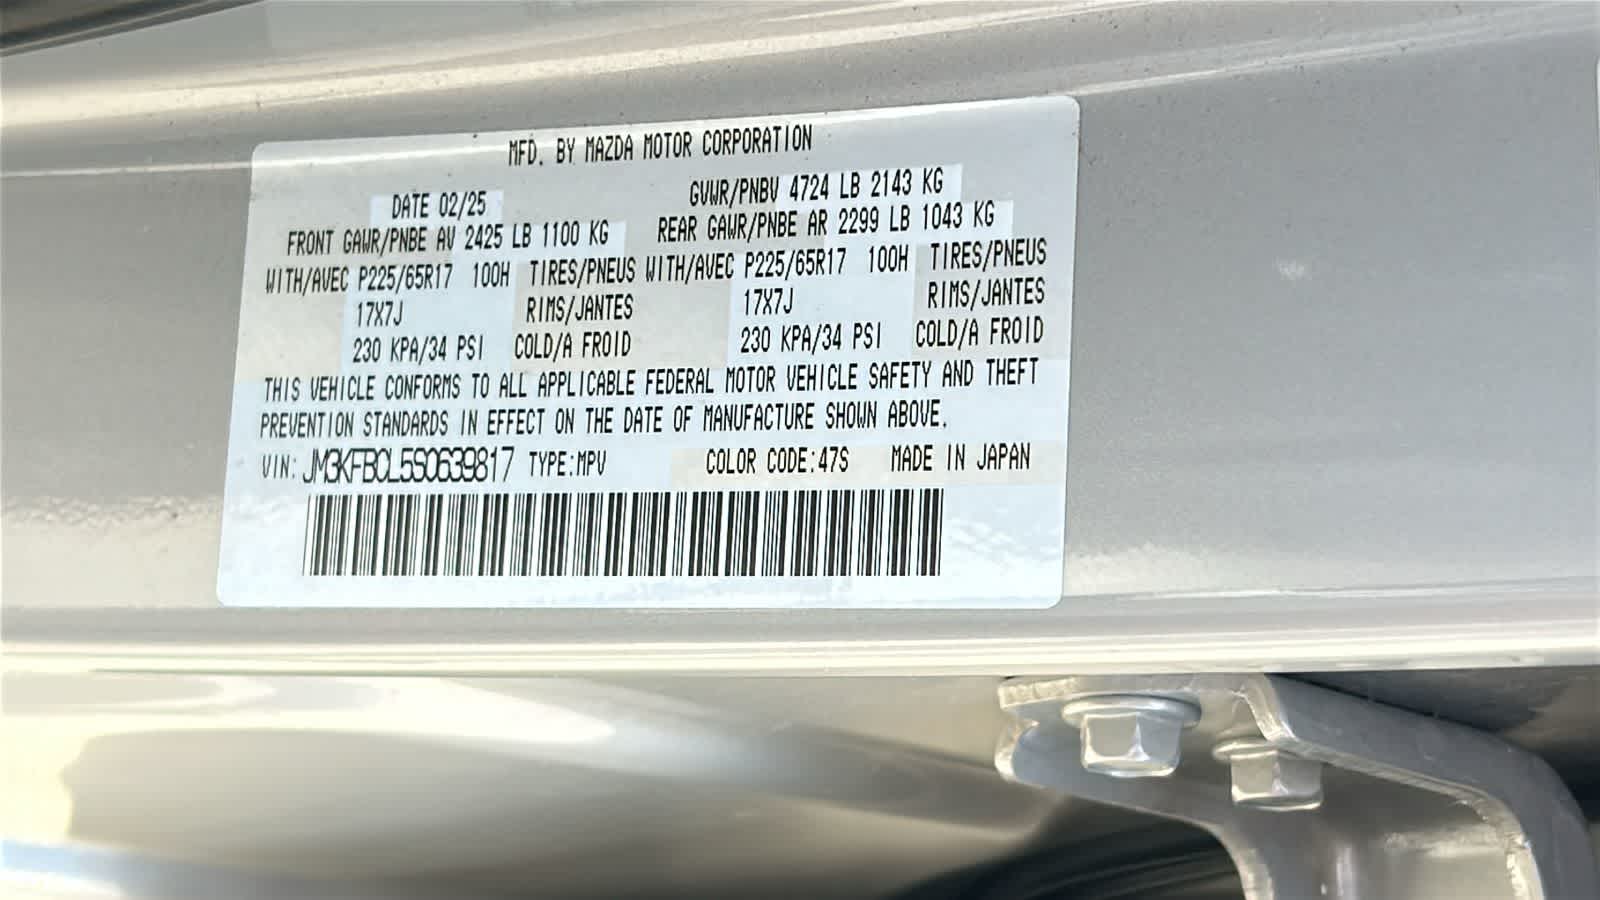 MFD. BY MAZDA MOTOR CORPORATION
DATE 02/25 GVWR/PNBV 4724 LB 2143 KG
FRONT GAWR/PNBE AV 2425 LB 1100 KG REAR GAWR/PNBE AR 2299 LB 1043 KG
WITH/AVEC P225/65R17 100H TIRES/PNEUS WITH/AVEC P225/65R17 100H TIRES/PNEUS
17X7J RIMS/JANTES 17X7J RIMS/JANTES
230 KPA/34 PSI COLD/A FROID 230 KPA/34 PSI COLD/A FROID
THIS VEHICLE CONFORMS TO ALL APPLICABLE FEDERAL MOTOR VEHICLE SAFETY AND THEFT
PREVENTION STANDARDS IN EFFECT ON THE DATE OF MANUFACTURE SHOWN ABOVE.
VIN: JM3KFBCL5S0639817 TYPE:MPV COLOR CODE:47S MADE IN JAPAN